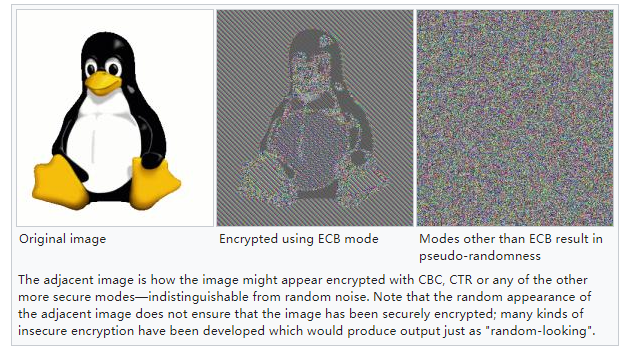 Original image
Encrypted using ECB mode
Modes other than ECB result in
pseudo-randomness
The adjacent image is how the image might appear encrypted with CBC, CTR or any of the other
more secure modes—indistinguishable from random noise. Note that the random appearance of
the adjacent image does not ensure that the image has been securely encrypted; many kinds of
insecure encryption have been developed which would produce output just as "random-looking".